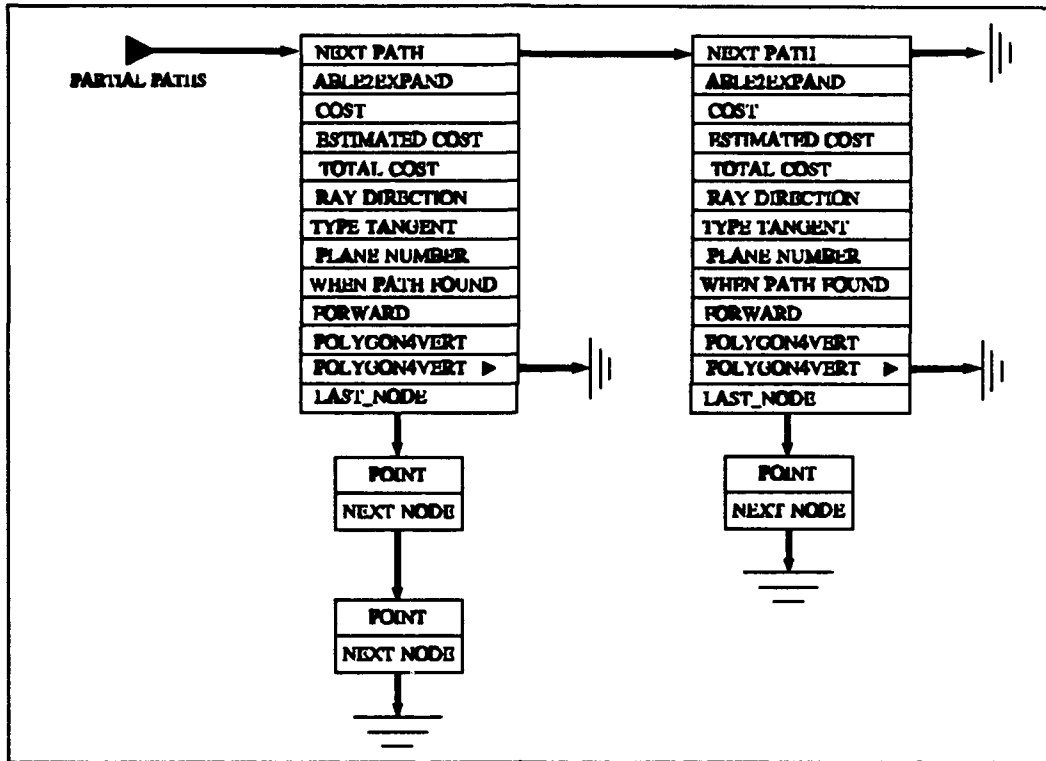 PARTIAL PATHS
NEXT PATH
ABLE2EXPAND
COST
ESTIMATED COST
TOTAL COST
RAY DIRECTION
TYPE TANGENT
PLANE NUMBER
WHEN PATH FOUND
FORWARD
POLYGON4VERT
POLYGON4VERT
LAST_NODE
POINT
NEXT NODE
POINT
NEXT NODE
NEXT PATH
ABLE2EXPAND
COST
ESTIMATED COST
TOTAL COST
RAY DIRECTION
TYPE TANGENT
PLANE NUMBER
WHEN PATH FOUND
FORWARD
POLYGON4VERT
POLYGON4VERT
LAST_NODE
POINT
NEXT NODE